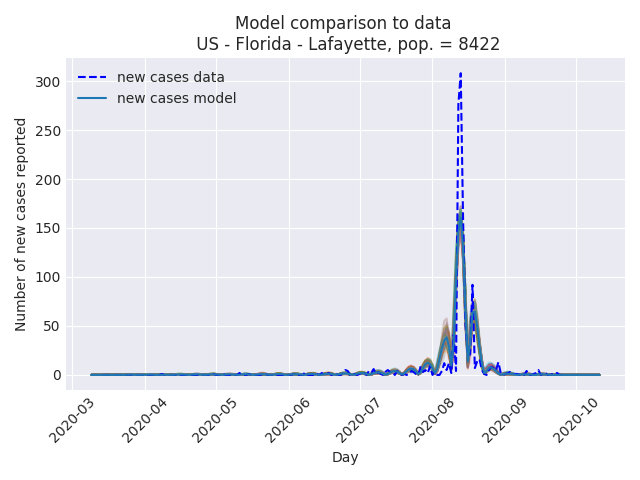 Model comparison to data
US - Florida - Lafayette, pop. = 8422
new cases data
new cases model
Number of new cases reported
300
250
200
150
100
50
0
2020-03
2020-04
2020-05
2020-06
2020-07
2020-08
2020-09
2020-10
Day